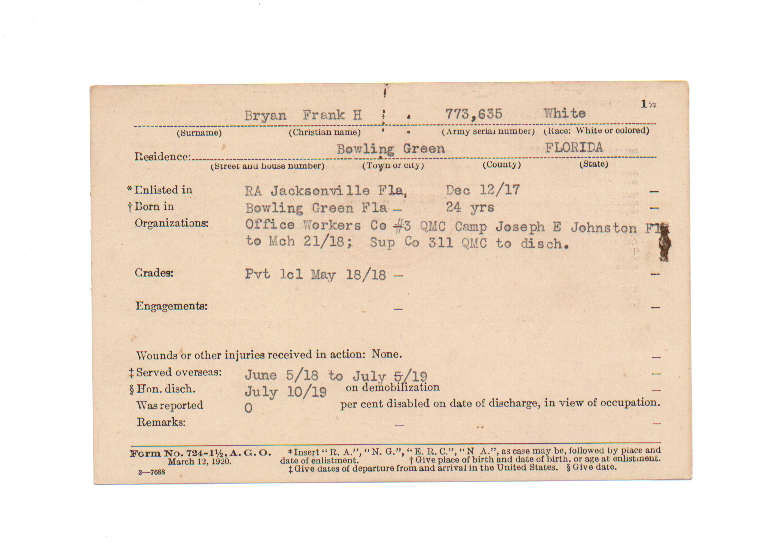 1½
Bryan Frank H 773,635 White
(Surname) (Christian name) (Army serial number) (Race: White or colored)
Residence: Bowling Green FLORIDA
(Street and house number) (Town or city) (County) (State)
* Enlisted in RA Jacksonville Fla, Dec 12/17 —
† Born in Bowling Green Fla — 24 yrs —
Organizations: Office Workers Co #3 QMC Camp Joseph E Johnston Fla
to Mch 21/18; Sup Co 311 QMC to disch.
Grades: Pvt 1cl May 18/18 — —
Engagements: — —
Wounds or other injuries received in action: None. —
‡ Served overseas: June 5/18 to July 5/19 —
§ Hon. disch. July 10/19 on demobilization —
Was reported 0 per cent disabled on date of discharge, in view of occupation.
Remarks: — -- —
Form No. 724-1½, A. G. O. * Insert "R. A.", "N. G.", "E. R. C.", "N A.", as case may be, followed by place and
March 12, 1920. date of enlistment. † Give place of birth and date of birth, or age at enlistment.
3—7688 ‡ Give dates of departure from and arrival in the United States. § Give date.